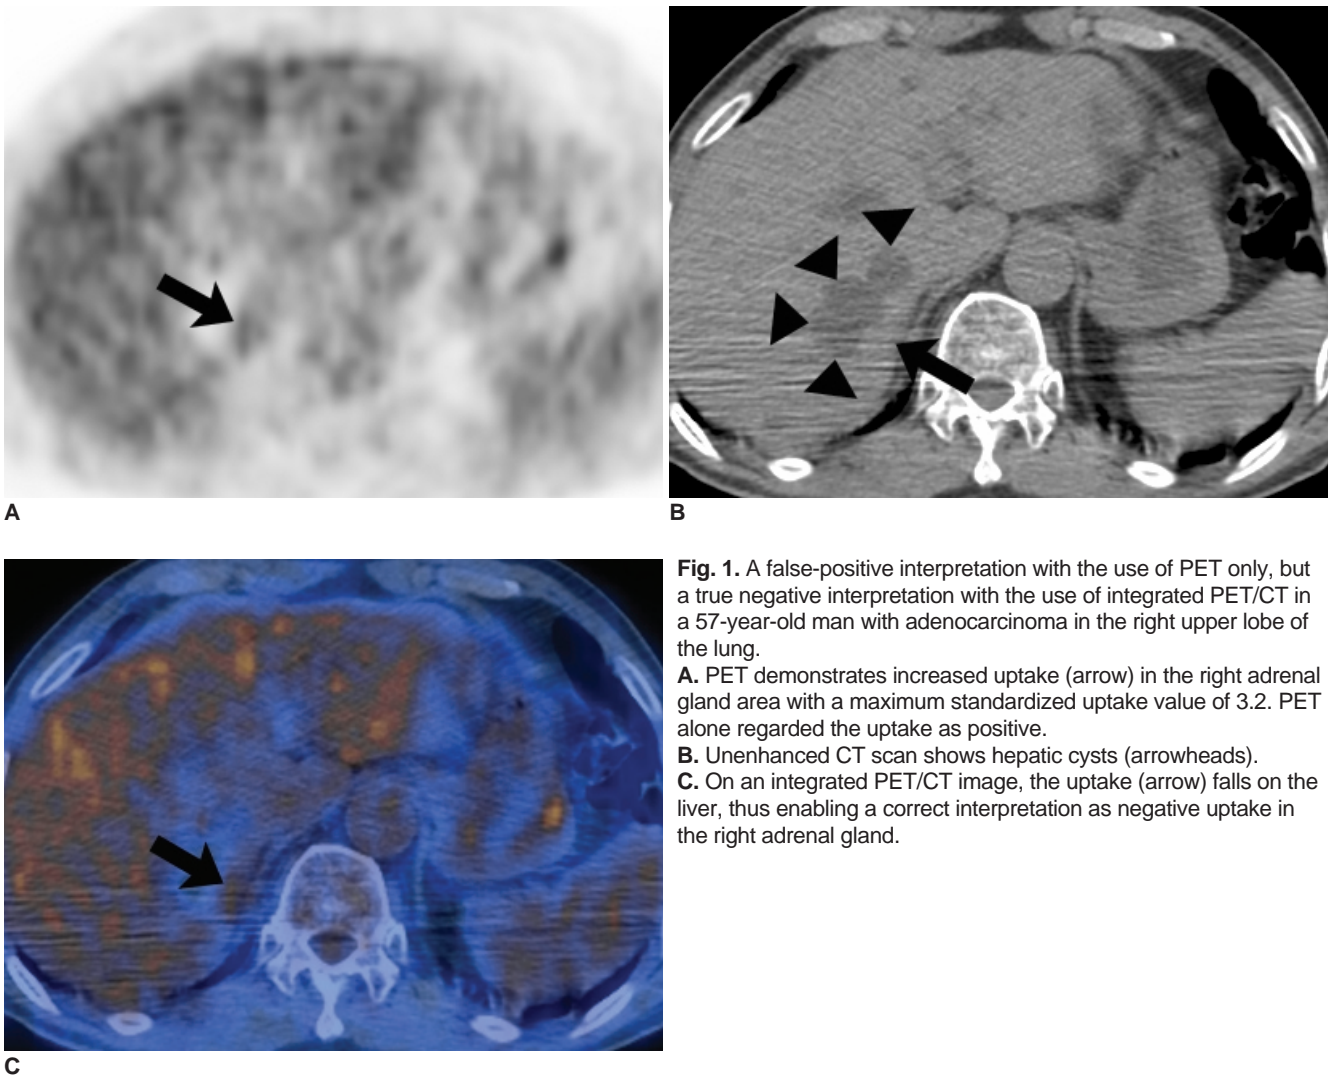 A
B
Fig. 1. A false-positive interpretation with the use of PET only, but
a true negative interpretation with the use of integrated PET/CT in
a 57-year-old man with adenocarcinoma in the right upper lobe of
the lung.
A. PET demonstrates increased uptake (arrow) in the right adrenal
gland area with a maximum standardized uptake value of 3.2. PET
alone regarded the uptake as positive.
B. Unenhanced CT scan shows hepatic cysts (arrowheads).
C. On an integrated PET/CT image, the uptake (arrow) falls on the
liver, thus enabling a correct interpretation as negative uptake in
the right adrenal gland.
C